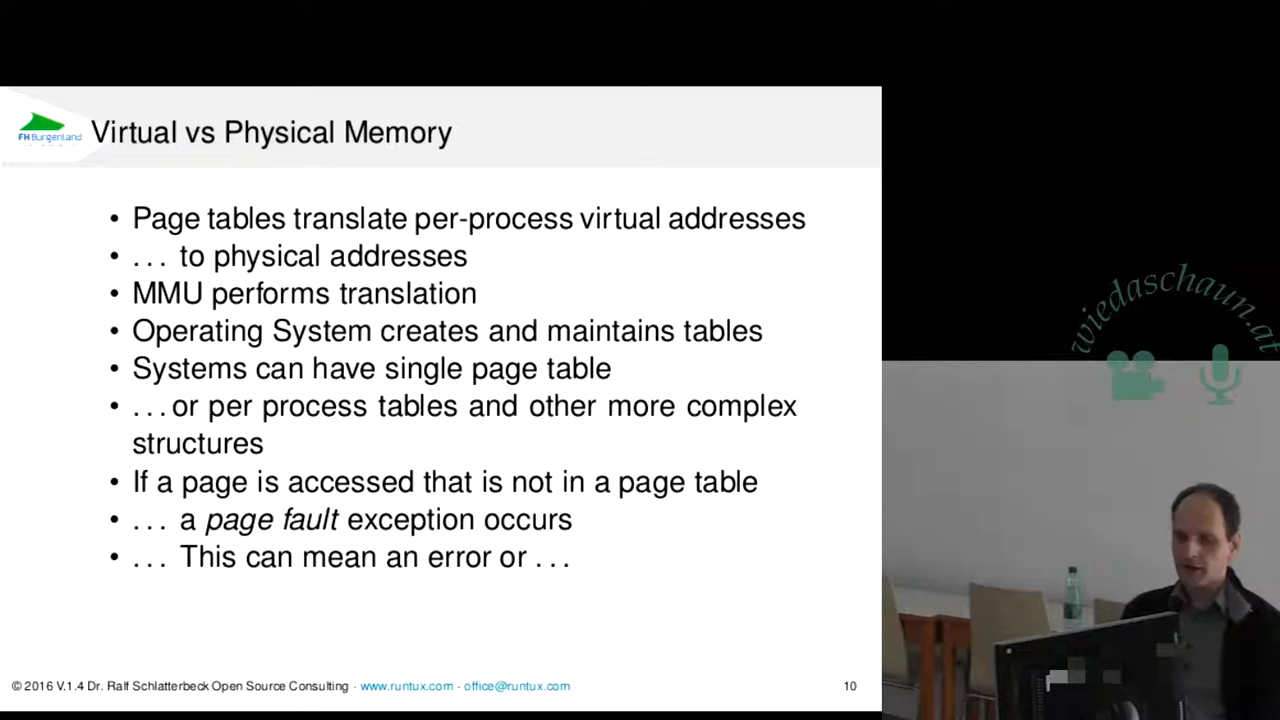 FH Burgenland
Virtual vs Physical Memory
• Page tables translate per-process virtual addresses
• . . . to physical addresses
• MMU performs translation
• Operating System creates and maintains tables
• Systems can have single page table
• . . . or per process tables and other more complex
structures
• If a page is accessed that is not in a page table
• . . . a page fault exception occurs
• . . . This can mean an error or . . .
© 2016 V.1.4 Dr. Ralf Schlatterbeck Open Source Consulting · www.runtux.com · office@runtux.com
10
wiedaschaun.at